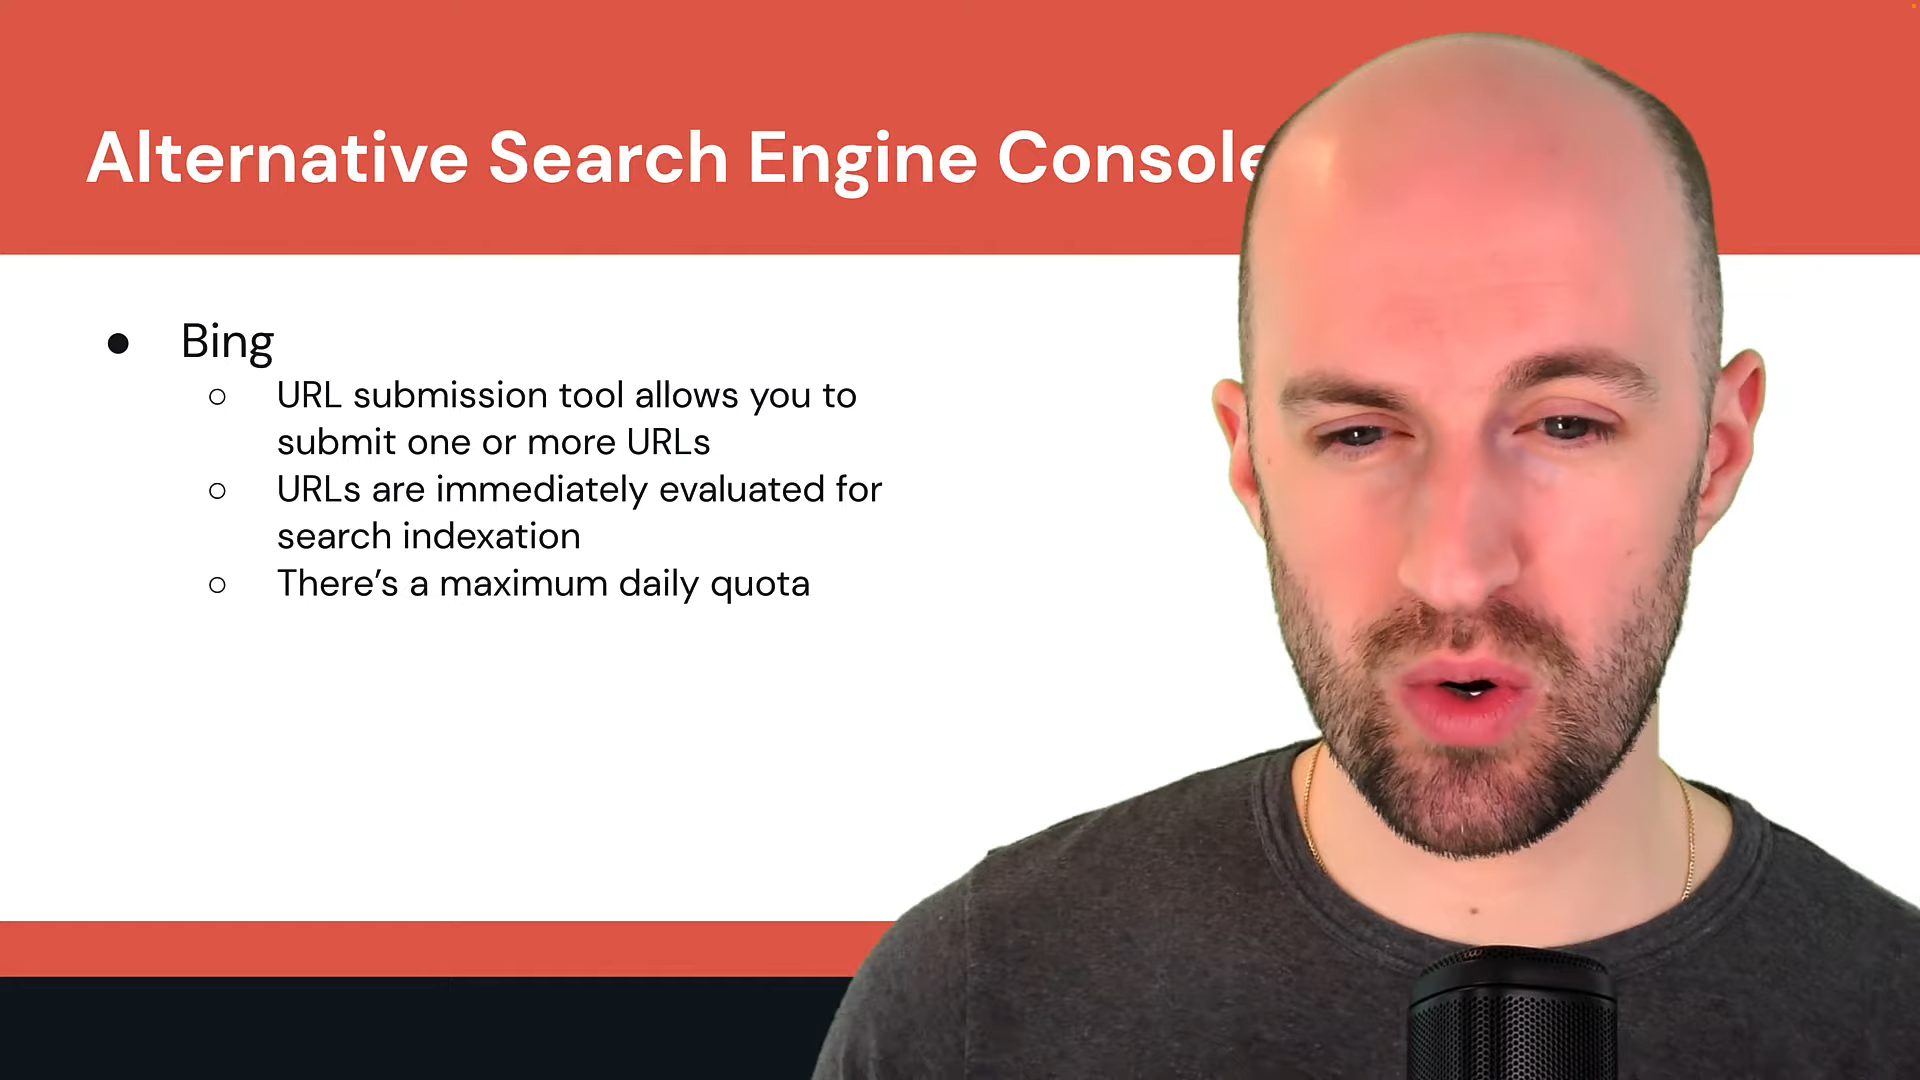 Alternative Search Engine Console
● Bing
○ URL submission tool allows you to
submit one or more URLs
○ URLs are immediately evaluated for
search indexation
○ There’s a maximum daily quota